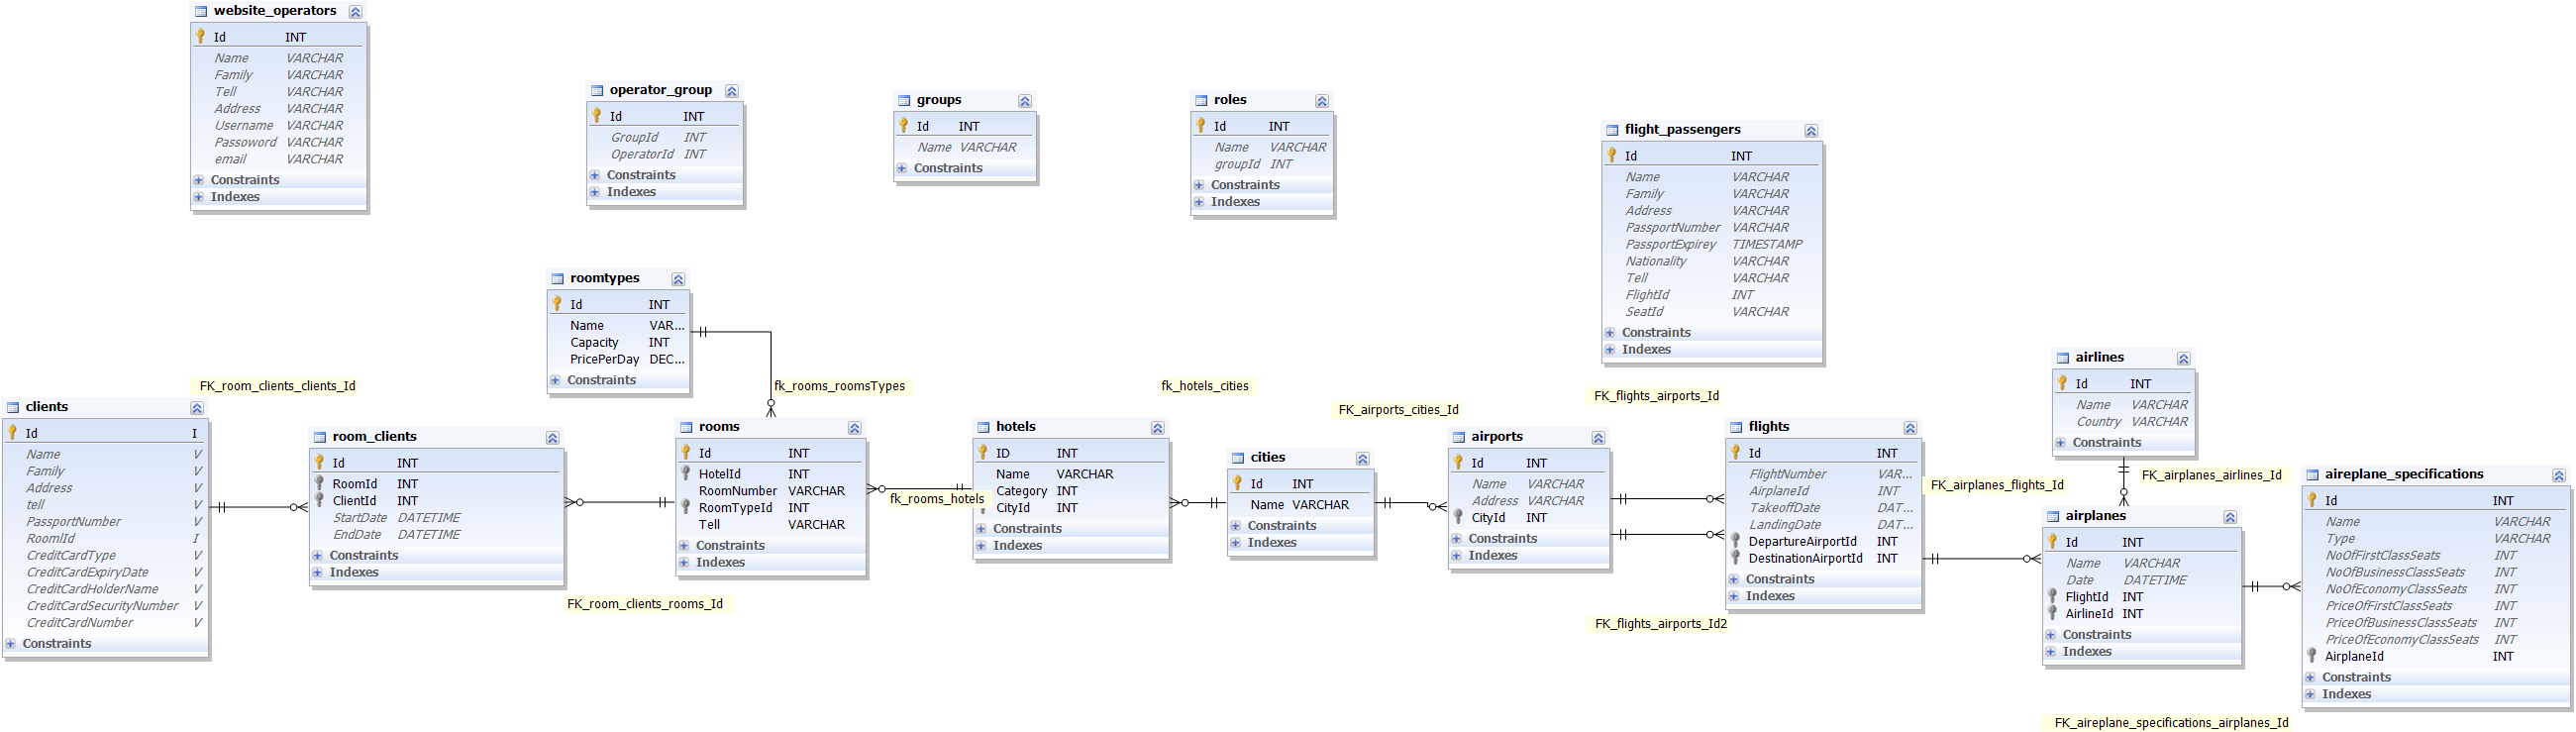 website_operators
Id INT
Name VARCHAR
Family VARCHAR
Tell VARCHAR
Address VARCHAR
Username VARCHAR
Passoword VARCHAR
email VARCHAR
Constraints
Indexes
operator_group
Id INT
GroupId INT
OperatorId INT
Constraints
Indexes
groups
Id INT
Name VARCHAR
Constraints
roles
Id INT
Name VARCHAR
groupId INT
Constraints
Indexes
flight_passengers
Id INT
Name VARCHAR
Family VARCHAR
Address VARCHAR
PassportNumber VARCHAR
PassportExpirey TIMESTAMP
Nationality VARCHAR
Tell VARCHAR
FlightId INT
SeatId VARCHAR
Constraints
Indexes
roomtypes
Id INT
Name VAR...
Capacity INT
PricePerDay DEC...
Constraints
FK_room_clients_clients_Id
fk_rooms_roomsTypes
fk_hotels_cities
FK_airports_cities_Id
FK_flights_airports_Id
clients
Id I
Name V
Family V
Address V
tell V
PassportNumber V
RoomId I
CreditCardType V
CreditCardExpiryDate V
CreditCardHolderName V
CreditCardSecurityNumber V
CreditCardNumber V
Constraints
room_clients
Id INT
RoomId INT
ClientId INT
StartDate DATETIME
EndDate DATETIME
Constraints
Indexes
FK_room_clients_rooms_Id
rooms
Id INT
HotelId INT
RoomNumber VARCHAR
RoomTypeId INT
Tell VARCHAR
Constraints
Indexes
fk_rooms_hotels
hotels
ID INT
Name VARCHAR
Category INT
CityId INT
Constraints
Indexes
cities
Id INT
Name VARCHAR
Constraints
Indexes
airports
Id INT
Name VARCHAR
Address VARCHAR
CityId INT
Constraints
Indexes
flights
Id INT
FlightNumber VAR...
AirplaneId INT
TakeoffDate DAT...
LandingDate DAT...
DepartureAirportId INT
DestinationAirportId INT
Constraints
Indexes
FK_flights_airports_Id2
airlines
Id INT
Name VARCHAR
Country VARCHAR
Constraints
FK_airplanes_flights_Id
FK_airplanes_airlines_Id
airplanes
Id INT
Name VARCHAR
Date DATETIME
FlightId INT
AirlineId INT
Constraints
Indexes
aireplane_specifications
Id INT
Name VARCHAR
Type VARCHAR
NoOfFirstClassSeats INT
NoOfBusinessClassSeats INT
NoOfEconomyClassSeats INT
PriceOfFirstClassSeats INT
PriceOfBusinessClassSeats INT
PriceOfEconomyClassSeats INT
AirplaneId INT
Constraints
Indexes
FK_aireplane_specifications_airplanes_Id